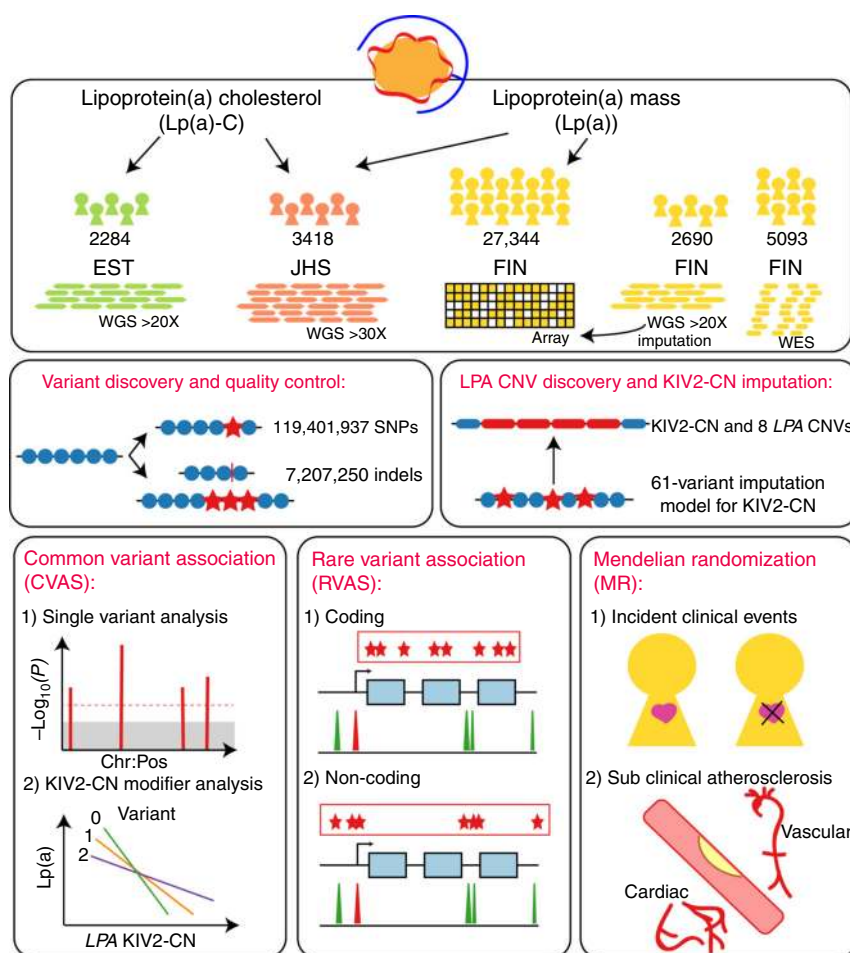 Lipoprotein(a) cholesterol
(Lp(a)-C)
Lipoprotein(a) mass
(Lp(a))
2284
3418
27,344
2690
5093
EST
JHS
FIN
FIN
FIN
WGS >20X
WGS >30X
Array
WGS >20X
imputation
WES
Variant discovery and quality control:
119,401,937 SNPs
7,207,250 indels
LPA CNV discovery and KIV2-CN imputation:
KIV2-CN and 8 LPA CNVs
61-variant imputation
model for KIV2-CN
Common variant association
(CVAS):
1) Single variant analysis
–Log10(P)
Chr:Pos
2) KIV2-CN modifier analysis
0
Variant
1
2
Lp(a)
LPA KIV2-CN
Rare variant association
(RVAS):
1) Coding
2) Non-coding
Mendelian randomization
(MR):
1) Incident clinical events
2) Sub clinical atherosclerosis
Vascular
Cardiac